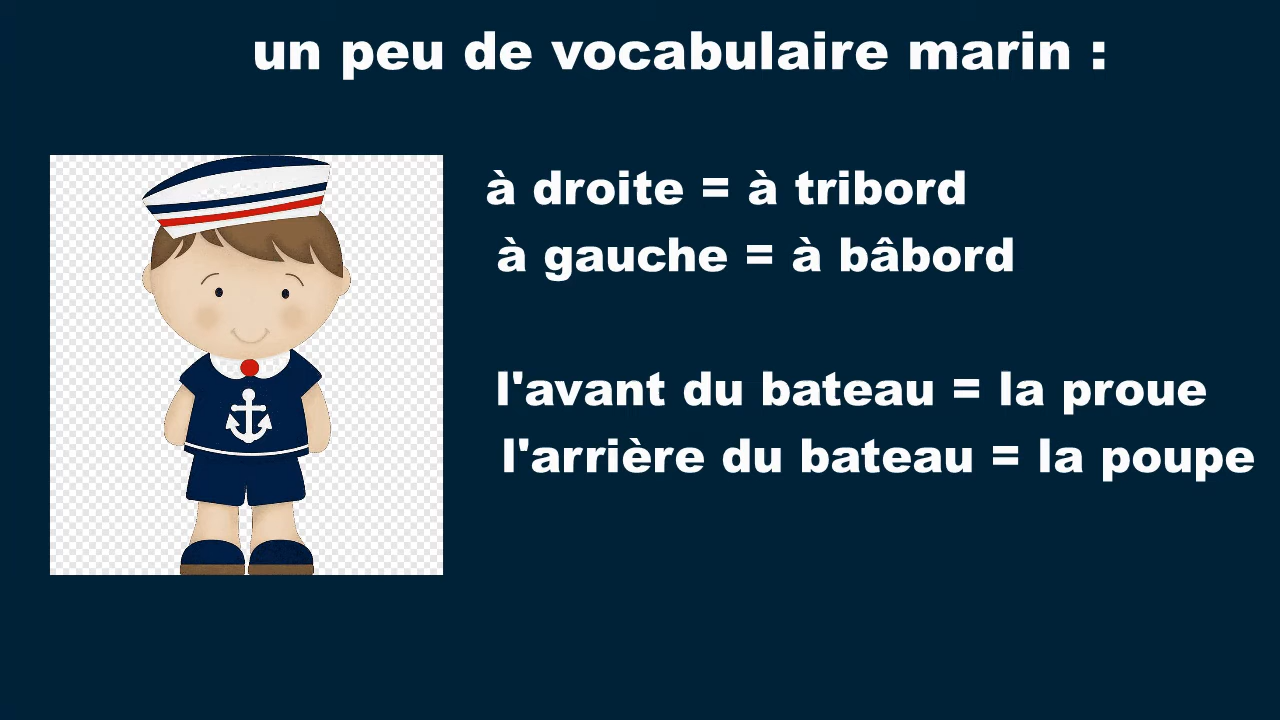 un peu de vocabulaire marin :
à droite = à tribord
à gauche = à bâbord
l'avant du bateau = la proue
l'arrière du bateau = la poupe